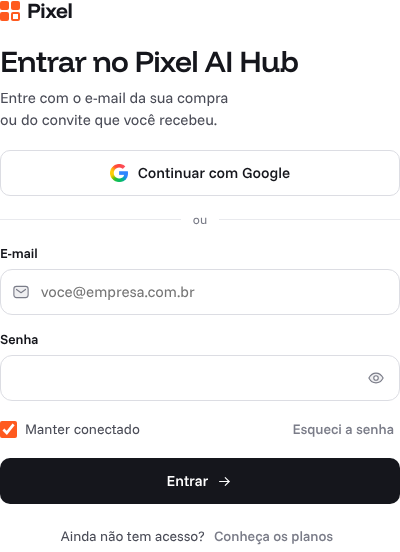 Pixel
Entrar no Pixel AI Hub
Entre com o e-mail da sua compra
ou do convite que você recebeu.
Continuar com Google
ou
E-mail
voce@empresa.com.br
Senha
Manter conectado
Esqueci a senha
Entrar →
Ainda não tem acesso? Conheça os planos